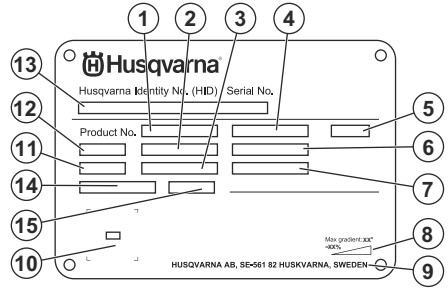 1
2
3
4
Husqvarna
13
Husqvarna Identity No. (HID) / Serial No.
5
12
Product No.
6
11
7
14
15
8
Max gradient:xx°
-xx%
10
HUSQVARNA AB, SE-561 82 HUSKVARNA, SWEDEN
9